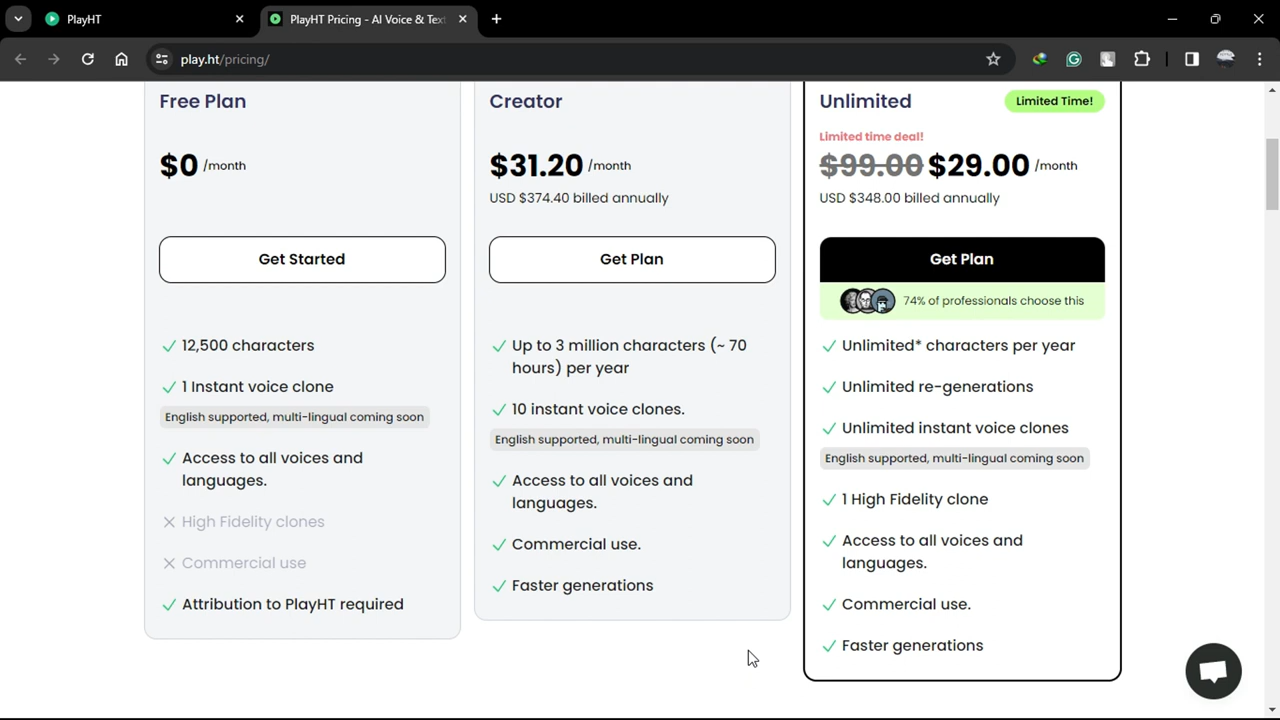 PlayHT
PlayHT Pricing - AI Voice & Tex
play.ht/pricing/
Free Plan
$0 /month
Get Started
12,500 characters
1 Instant voice clone
English supported, multi-lingual coming soon
Access to all voices and
languages.
High Fidelity clones
Commercial use
Attribution to PlayHT required
Creator
$31.20 /month
USD $374.40 billed annually
Get Plan
Up to 3 million characters (~ 70
hours) per year
10 instant voice clones.
English supported, multi-lingual coming soon
Access to all voices and
languages.
Commercial use.
Faster generations
Unlimited
Limited Time!
Limited time deal!
$99.00 $29.00 /month
USD $348.00 billed annually
Get Plan
74% of professionals choose this
Unlimited* characters per year
Unlimited re-generations
Unlimited instant voice clones
English supported, multi-lingual coming soon
1 High Fidelity clone
Access to all voices and
languages.
Commercial use.
Faster generations